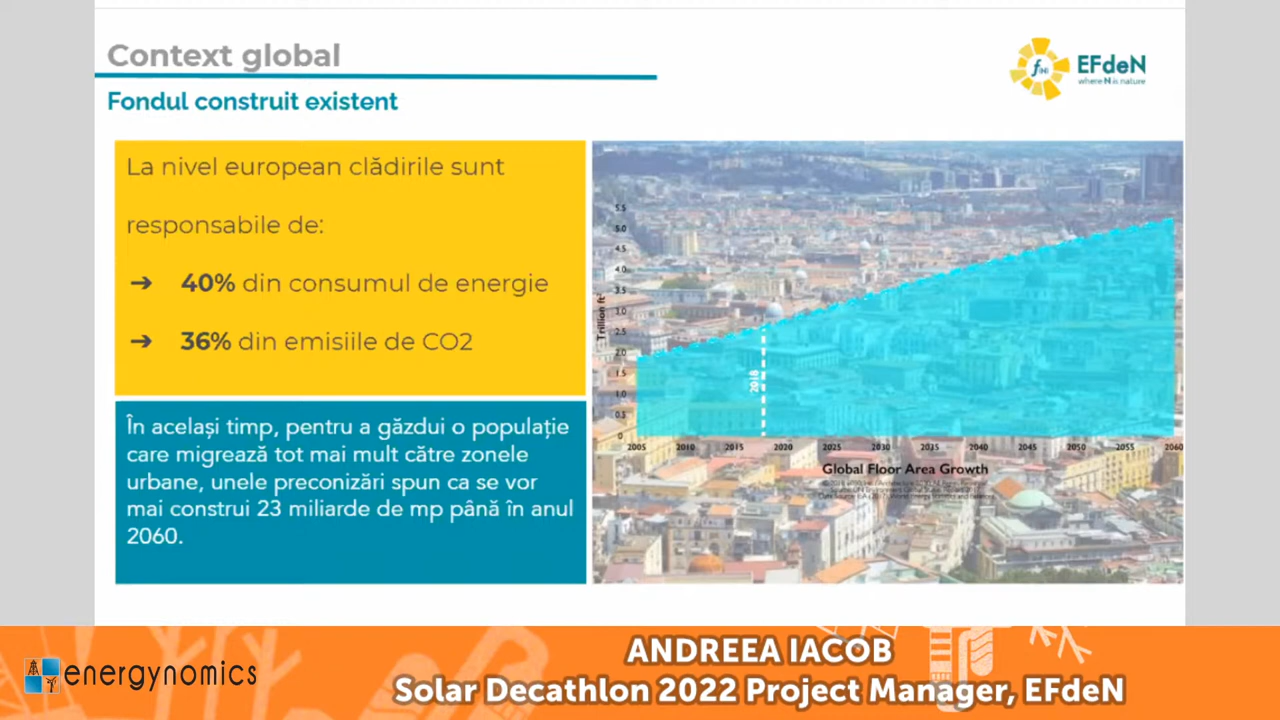 Context global
Fondul construit existent
EFdeN
where N is nature
La nivel european clădirile sunt
responsabile de:
➔ 40% din consumul de energie
➔ 36% din emisiile de CO2
În același timp, pentru a găzdui o populație
care migrează tot mai mult către zonele
urbane, unele preconizări spun ca se vor
mai construi 23 miliarde de mp până în anul
2060.
Trillion ft²
5.5
5.0
4.5
4.0
3.5
3.0
2.5
2.0
1.5
1.0
0.5
0
2018
2005 2010 2015 2020 2025 2030 2035 2040 2045 2050 2055 2060
Global Floor Area Growth
energynomics
ANDREEA IACOB
Solar Decathlon 2022 Project Manager, EFdeN